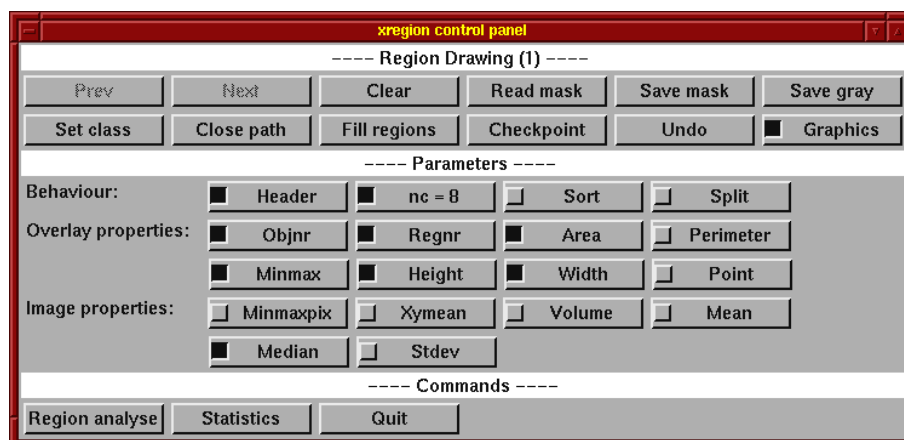 xregion control panel
---- Region Drawing (1) ----
Prev Next Clear Read mask Save mask Save gray
Set class Close path Fill regions Checkpoint Undo Graphics
---- Parameters ----
Behaviour: Header nc = 8 Sort Split
Overlay properties: Objnr Regnr Area Perimeter
Minmax Height Width Point
Image properties: Minmaxpix Xymean Volume Mean
Median Stdev
---- Commands ----
Region analyse Statistics Quit